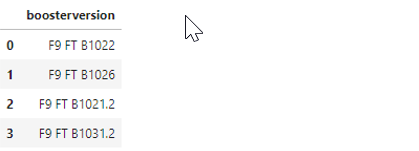 boosterversion
0 F9 FT B1022
1 F9 FT B1026
2 F9 FT B1021.2
3 F9 FT B1031.2